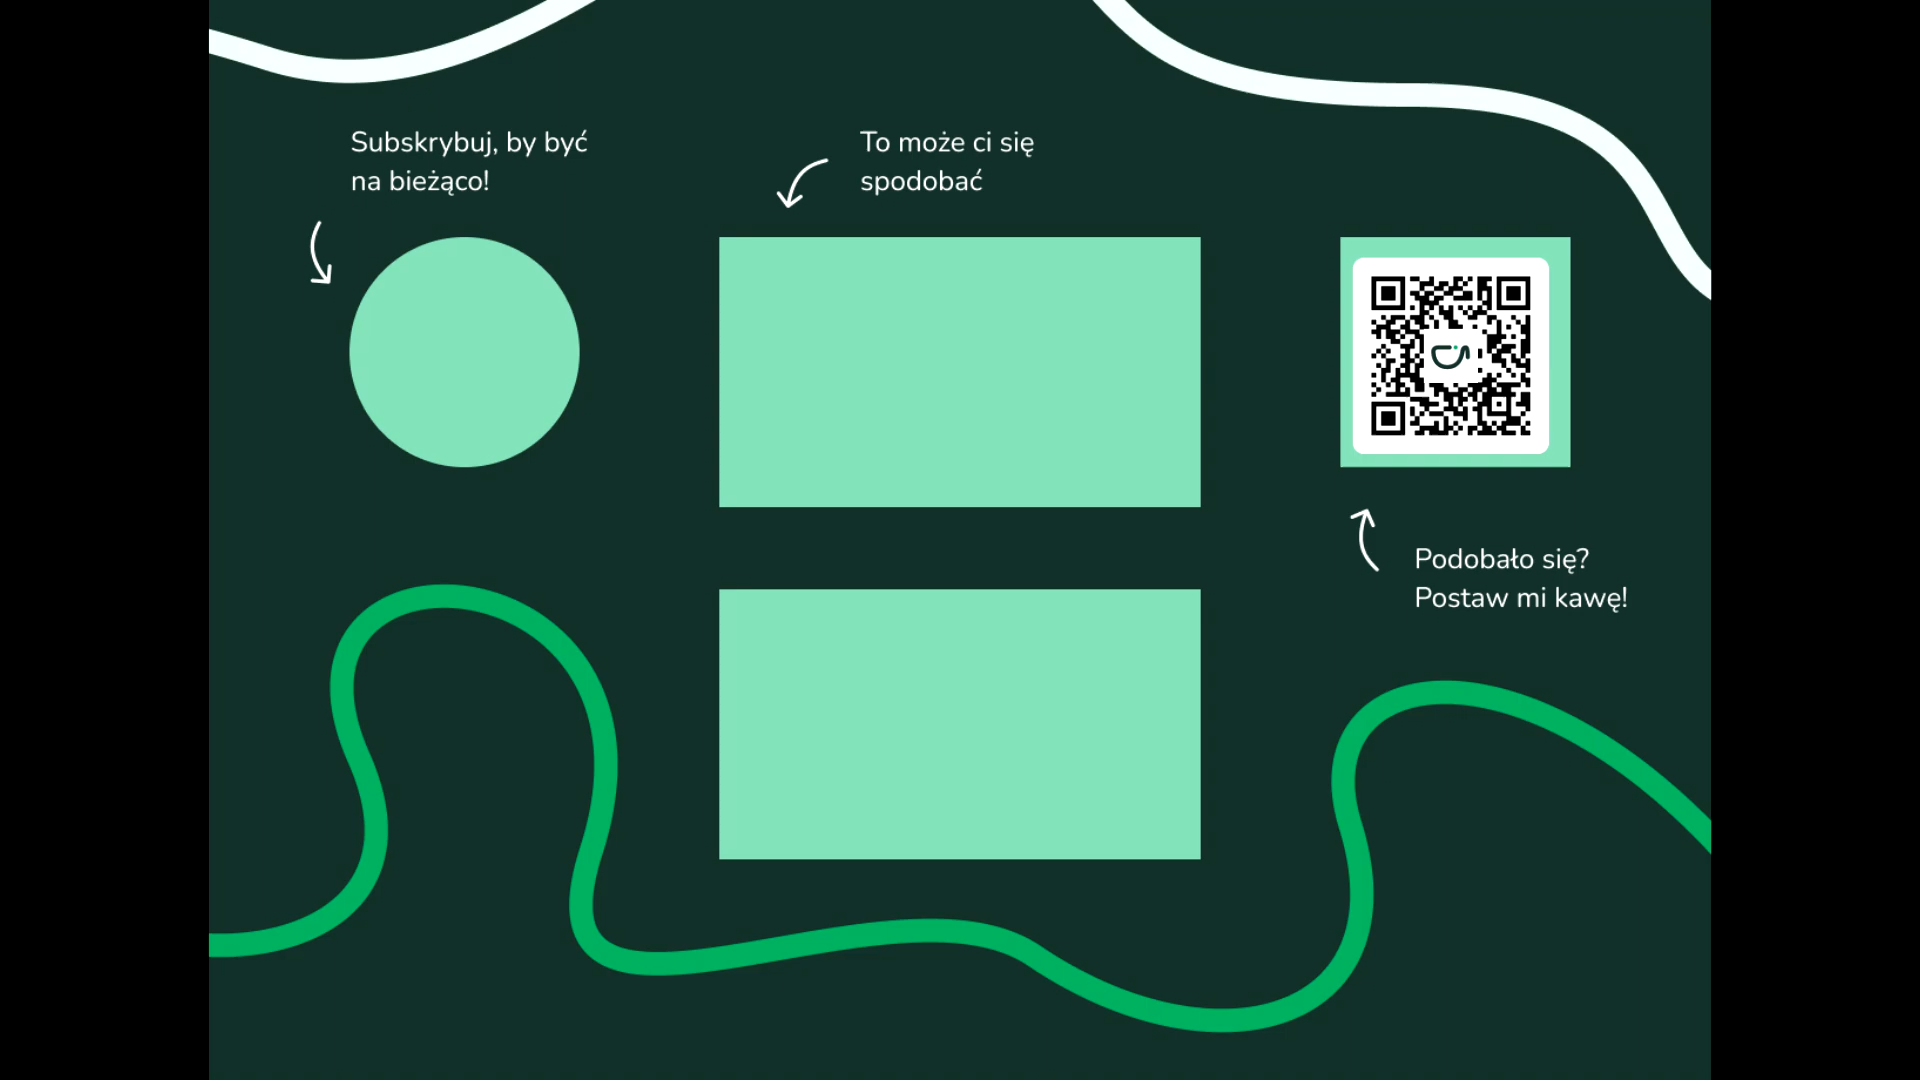 Subskrybuj, by być
na bieżąco!
To może ci się
spodobać
Podobało się?
Postaw mi kawę!